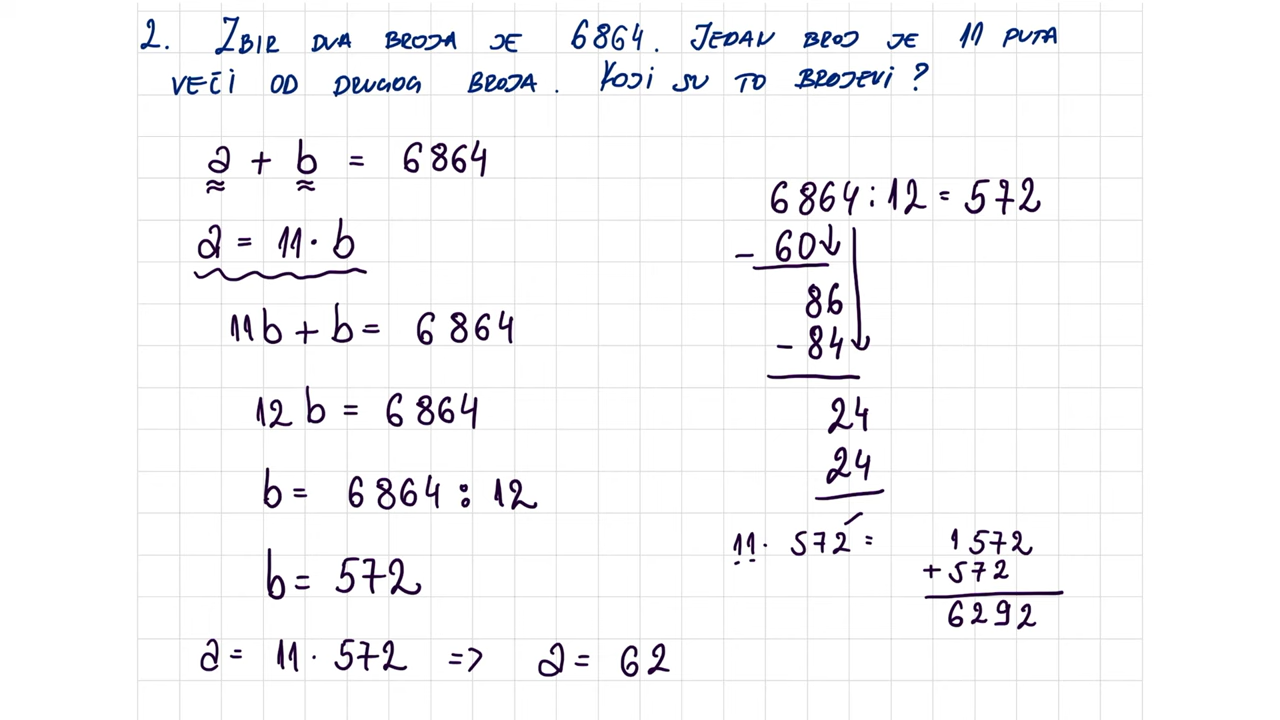 2. ZBIR DVA BROJA JE 6864. JEDAN BROJ JE 11 PUTA
VEĆI OD DRUGOG BROJA. KOJI SU TO BROJEVI?
a + b = 6864
a = 11 · b
11b + b = 6864
12 b = 6864
b = 6864 : 12
b = 572
a = 11 · 572 => a = 62
6864 : 12 = 572
- 60
86
- 84
24
24
11 · 572 =
1572
+ 572
6292